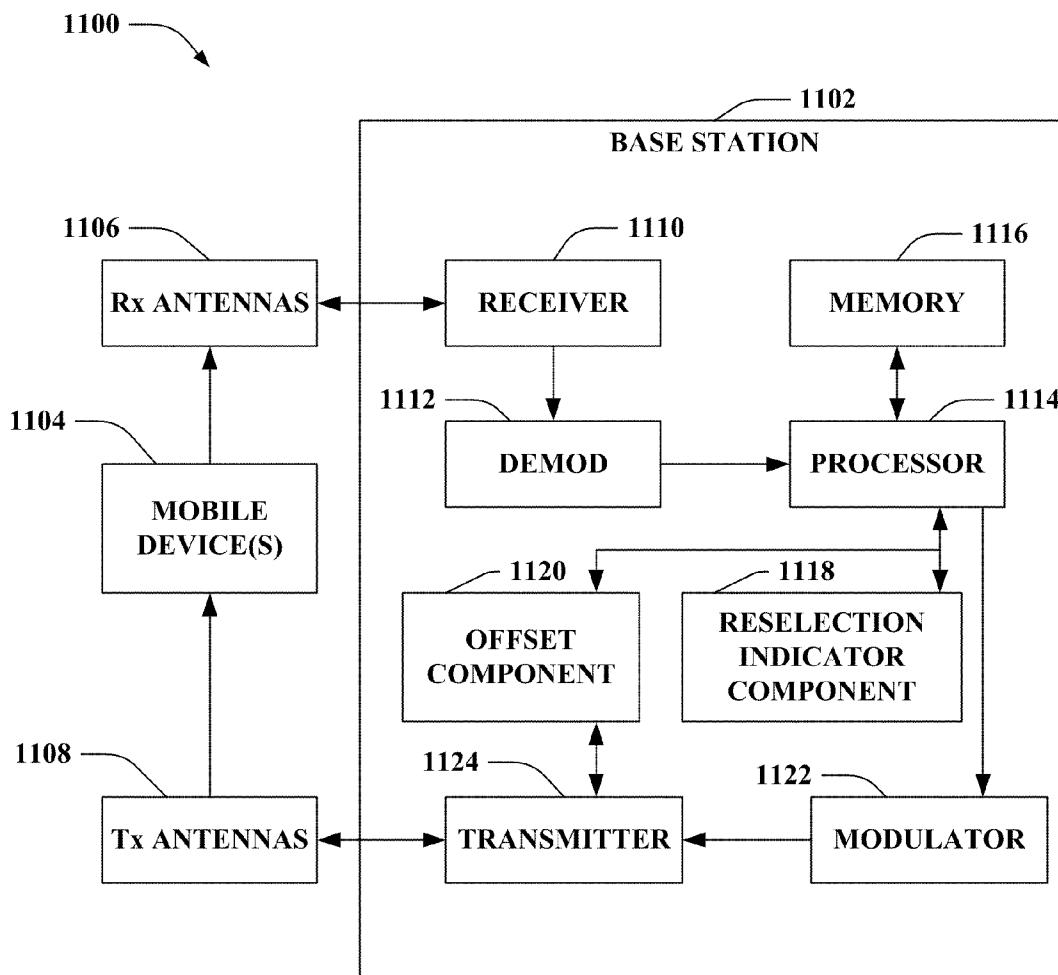 1100
1102
BASE STATION
1106
1110
1116
Rx ANTENNAS
RECEIVER
MEMORY
1104
1112
1114
MOBILE
DEVICE(S)
DEMOD
PROCESSOR
1120
1118
OFFSET
COMPONENT
RESELECTION
INDICATOR
COMPONENT
1108
1124
1122
Tx ANTENNAS
TRANSMITTER
MODULATOR